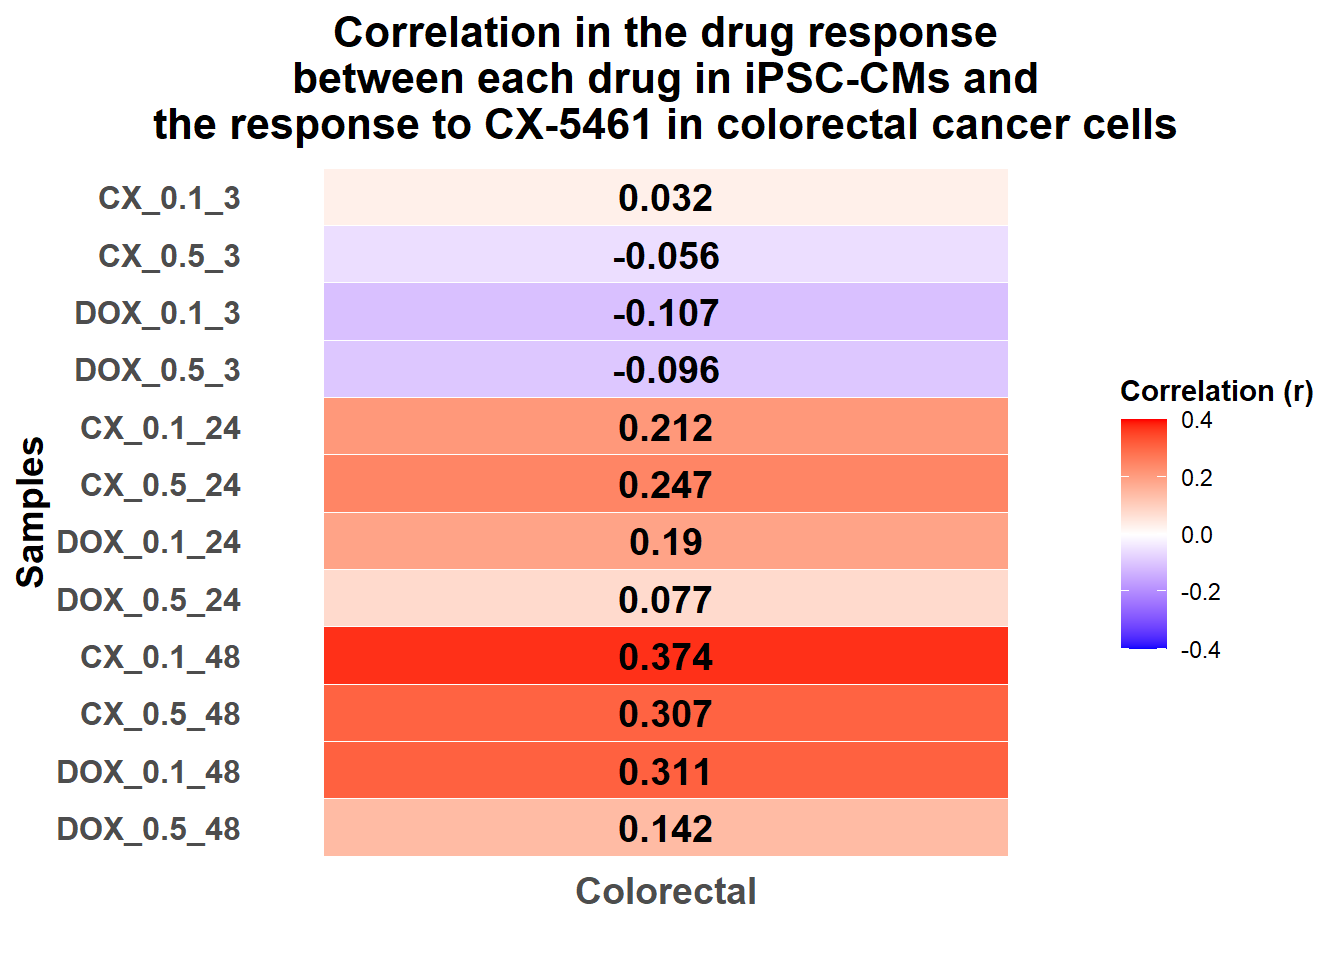 Correlation in the drug response
between each drug in iPSC-CMs and
the response to CX-5461 in colorectal cancer cells
Samples
CX_0.1_3
0.032
CX_0.5_3
-0.056
DOX_0.1_3
-0.107
DOX_0.5_3
-0.096
CX_0.1_24
0.212
CX_0.5_24
0.247
DOX_0.1_24
0.19
DOX_0.5_24
0.077
CX_0.1_48
0.374
CX_0.5_48
0.307
DOX_0.1_48
0.311
DOX_0.5_48
0.142
Colorectal
Correlation (r)
0.4
0.2
0.0
-0.2
-0.4